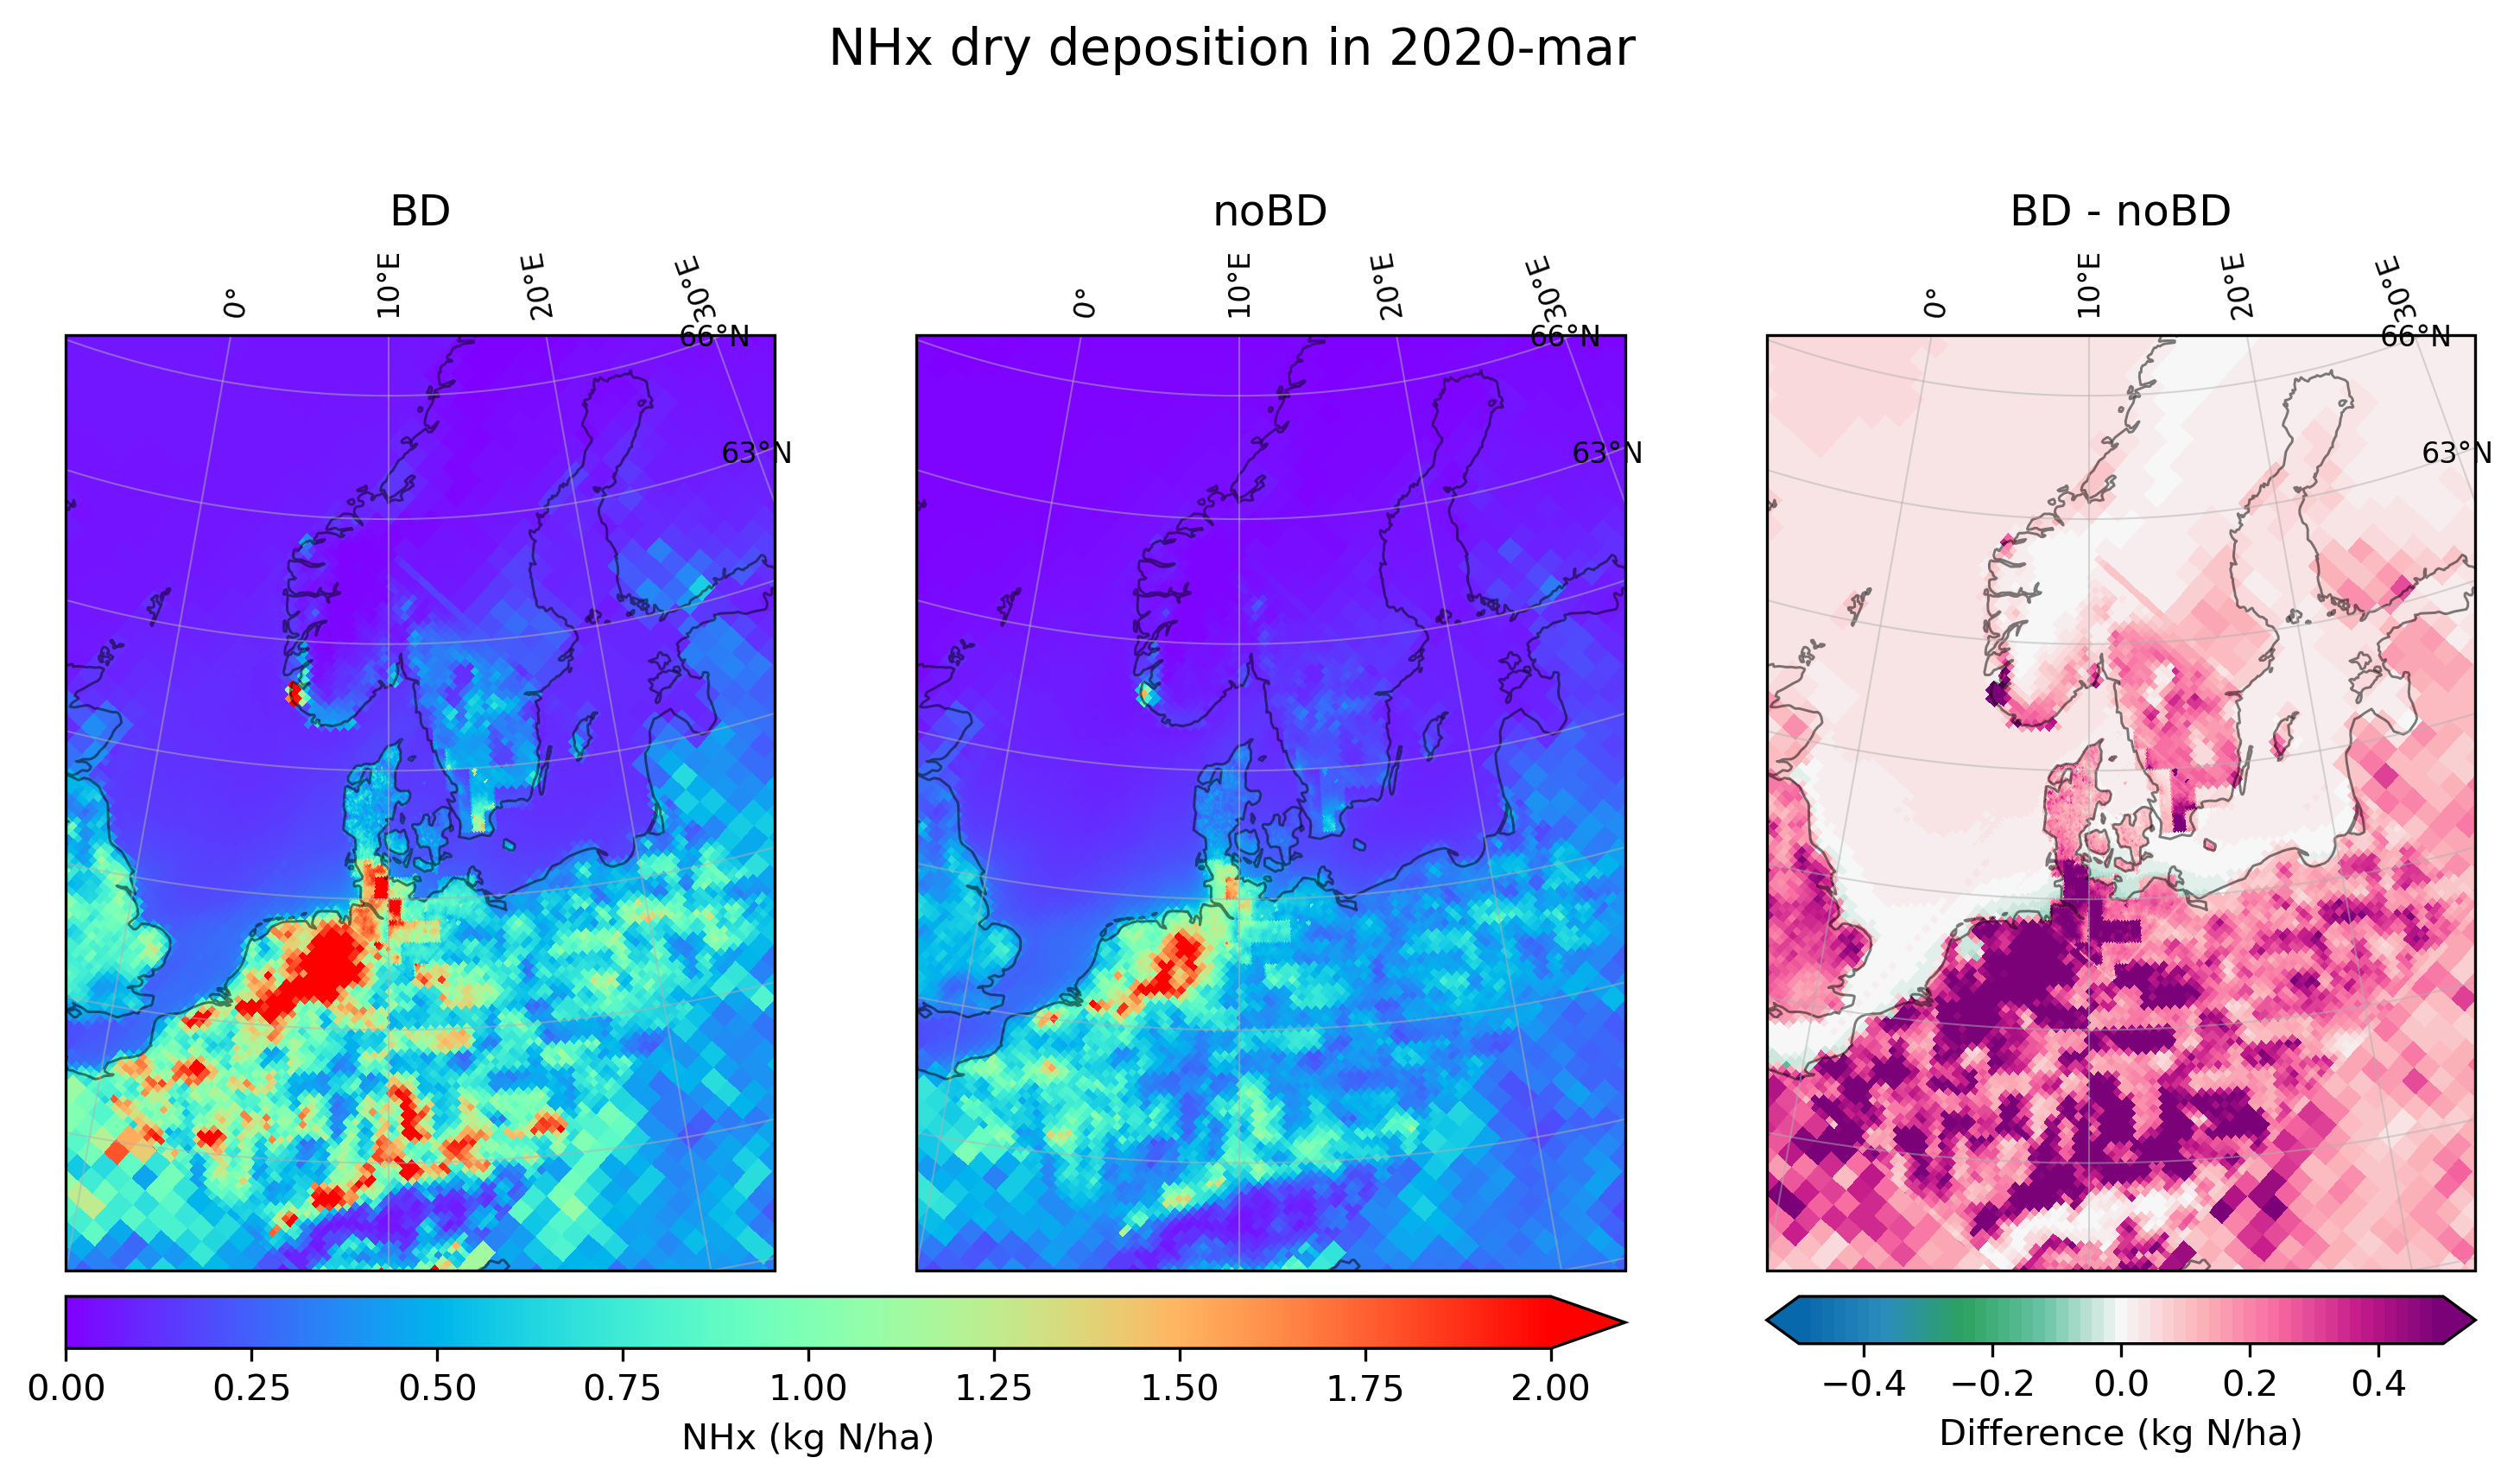 NHx dry deposition in 2020-mar
BD
noBD
BD - noBD
0°
10°E
20°E
30°E
66°N
63°N
0°
10°E
20°E
30°E
66°N
63°N
0°
10°E
20°E
30°E
66°N
63°N
0.00 0.25 0.50 0.75 1.00 1.25 1.50 1.75 2.00
NHx (kg N/ha)
−0.4 −0.2 0.0 0.2 0.4
Difference (kg N/ha)